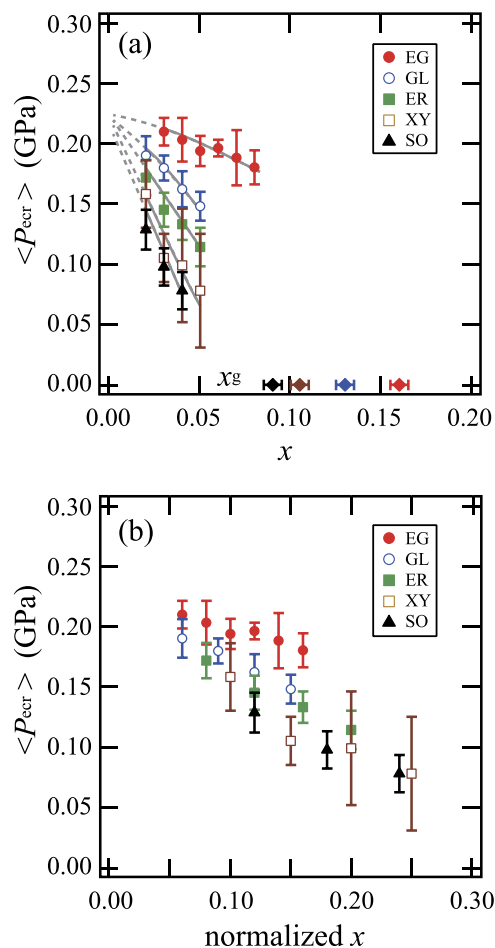 (a)
EG
GL
ER
XY
SO
0.30
0.25
0.20
0.15
0.10
0.05
0.00
<Pecr> (GPa)
xg
0.00 0.05 0.10 0.15 0.20
x
(b)
EG
GL
ER
XY
SO
0.30
0.25
0.20
0.15
0.10
0.05
0.00
<Pecr> (GPa)
0.00 0.10 0.20 0.30
normalized x